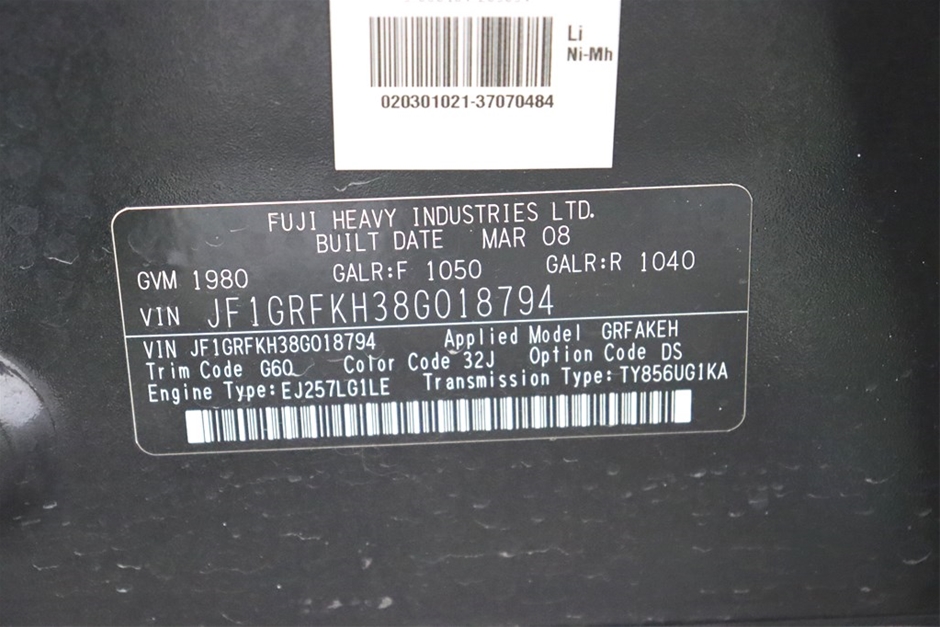 Li
Ni-Mh
020301021-37070484
FUJI HEAVY INDUSTRIES LTD.
BUILT DATE MAR 08
GVM 1980 GALR:F 1050 GALR:R 1040
VIN JF1GRFKH38G018794
VIN JF1GRFKH38G018794 Applied Model GRFAKEH
Trim Code G60 Color Code 32J Option Code DS
Engine Type:EJ257LG1LE Transmission Type:TY856UG1KA